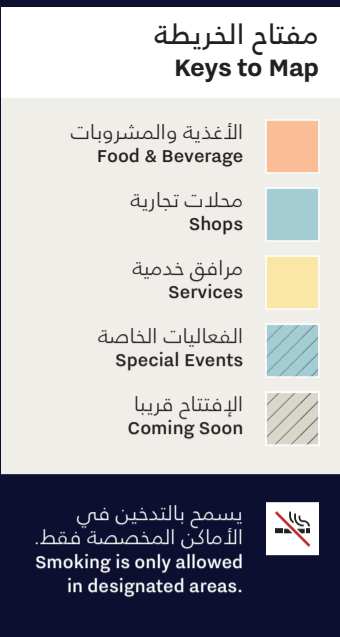 مفتاح الخريطة
Keys to Map
الأغذية والمشروبات
Food & Beverage
محلات تجارية
Shops
مرافق خدمية
Services
الفعاليات الخاصة
Special Events
الإفتتاح قريبا
Coming Soon
يسمح بالتدخين في
الأماكن المخصصة فقط.
Smoking is only allowed
in designated areas.